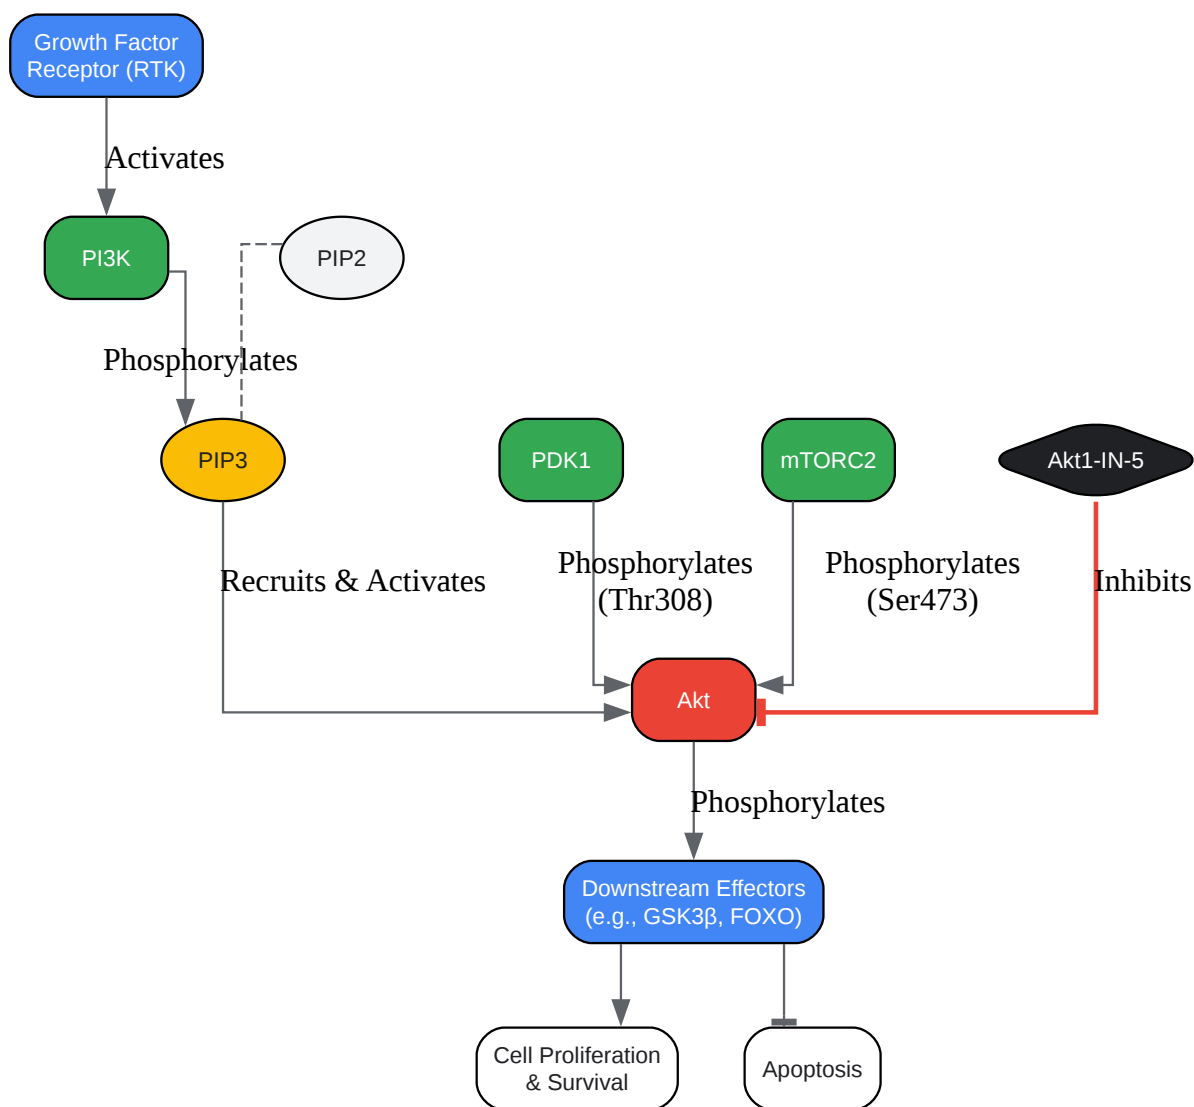 Growth Factor
Receptor (RTK)
Activates
PI3K
PIP2
Phosphorylates
PIP3
PDK1
mTORC2
Akt1-IN-5
Recruits & Activates
Phosphorylates
(Thr308)
Phosphorylates
(Ser473)
Inhibits
Akt
Phosphorylates
Downstream Effectors
(e.g., GSK3β, FOXO)
Cell Proliferation
& Survival
Apoptosis